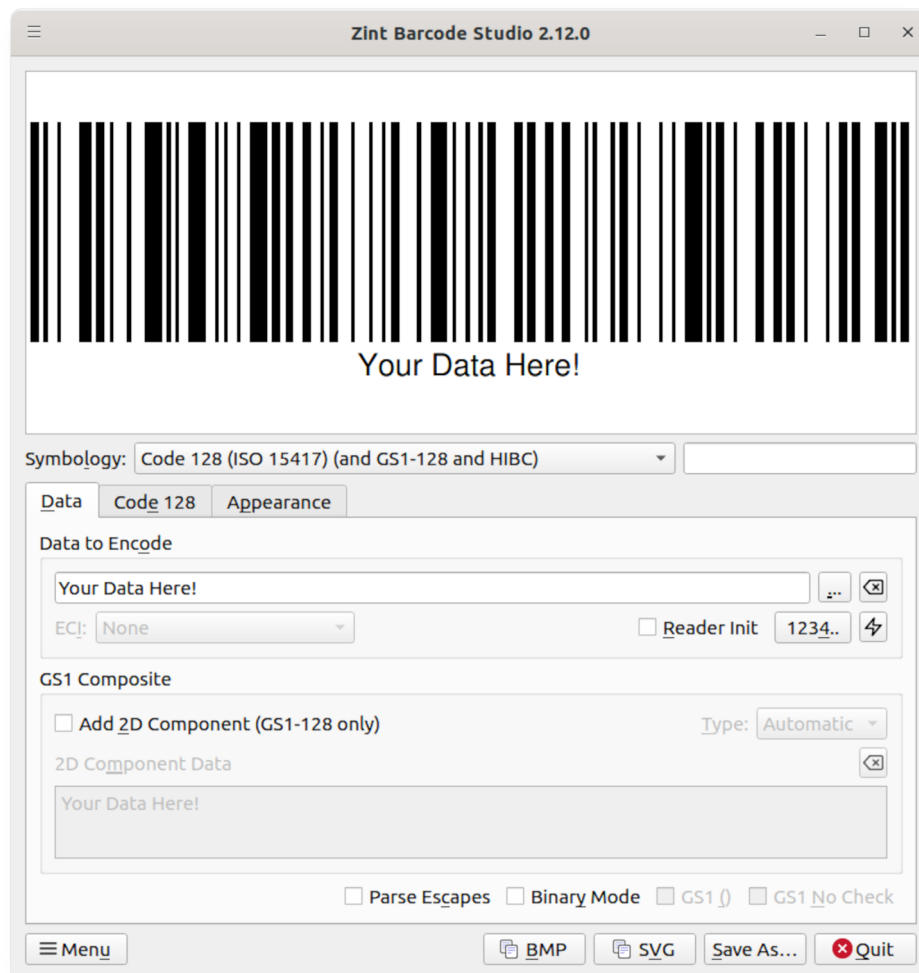 Zint Barcode Studio 2.12.0
Your Data Here!
Symbology: Code 128 (ISO 15417) (and GS1-128 and HIBC)
Data Code 128 Appearance
Data to Encode
Your Data Here! ...
ECI: None Reader Init 1234..
GS1 Composite
Add 2D Component (GS1-128 only) Type: Automatic
2D Component Data
Your Data Here!
Parse Escapes Binary Mode GS1 () GS1 No Check
Menu BMP SVG Save As... Quit